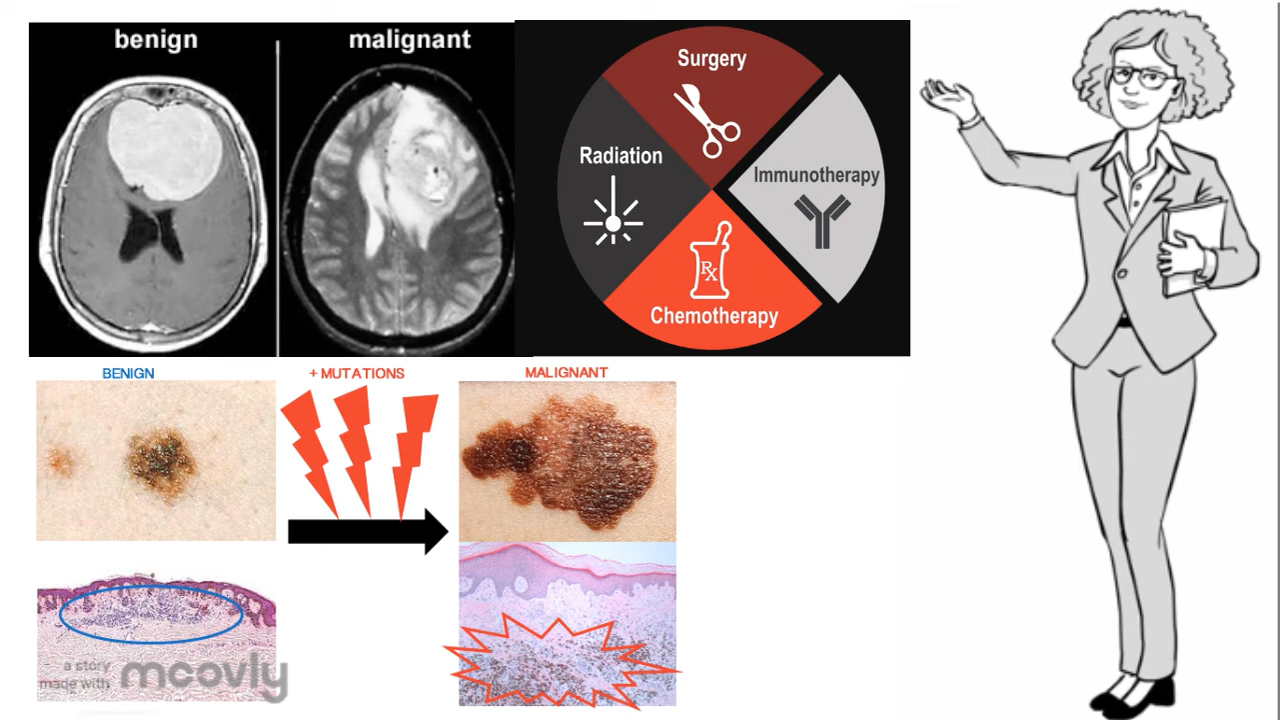 benign
malignant
Surgery
Radiation
Immunotherapy
Rx
Chemotherapy
BENIGN
+ MUTATIONS
MALIGNANT
a story
made with
moovly